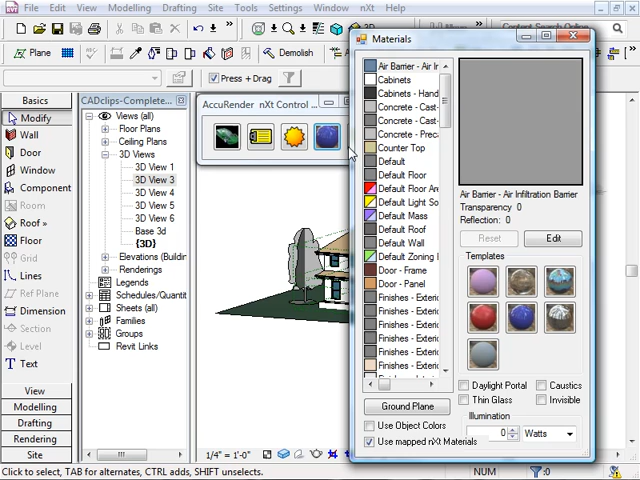 File Edit View Modelling Drafting Site Tools Settings Window nXt Help
Plane
Demolish
Press + Drag
Basics
Modify
Wall
Door
Window
Component
Room
Roof »
Floor
Grid
Lines
Ref Plane
Dimension
Section
Level
Text
View
Modelling
Drafting
Rendering
Site
CADclips-Complete...
Views (all)
Floor Plans
Ceiling Plans
3D Views
3D View 1
3D View 3
3D View 4
3D View 5
3D View 6
Base 3d
{3D}
Elevations (Buildin
Renderings
Legends
Schedules/Quantit
Sheets (all)
Families
Groups
Revit Links
AccuRender nXt Control ...
1/4" = 1'-0"
Materials
Air Barrier - Air Ir
Cabinets
Cabinets - Hand
Concrete - Cast-
Concrete - Cast-
Concrete - Preca
Counter Top
Default
Default Floor
Default Floor Are
Default Light So
Default Mass
Default Roof
Default Wall
Default Zoning
Door - Frame
Door - Panel
Finishes - Exteri
Finishes - Exteri
Finishes - Exteri
Finishes - Exteri
Finishes - Exteri
Ground Plane
Use Object Colors
Use mapped nXt Materials
Air Barrier - Air Infiltration Barrier
Transparency 0
Reflection: 0
Reset Edit
Templates
Daylight Portal Caustics
Thin Glass Invisible
Illumination
0 Watts
Click to select, TAB for alternates, CTRL adds, SHIFT unselects.
NUM
:0